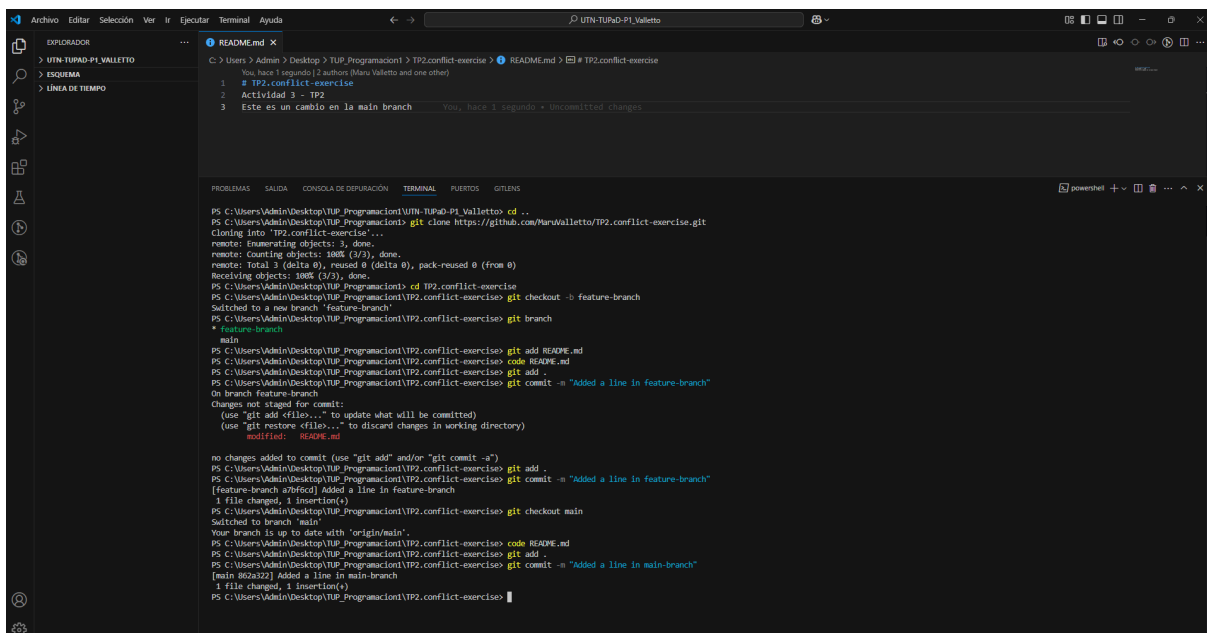 Archivo Editar Selección Ver Ir Ejecutar Terminal Ayuda
UTN-TUPaD-P1_Valletto
EXPLORADOR
README.md
UTN-TUPAD-P1_VALLETTO
ESQUEMA
LÍNEA DE TIEMPO
C: > Users > Admin > Desktop > TUP_Programacion1 > TP2.conflict-exercise > README.md > # TP2.conflict-exercise
You, hace 1 segundo | 2 authors (Maru Valletto and one other)
1 # TP2.conflict-exercise
2 Actividad 3 - TP2
3 Este es un cambio en la main branch You, hace 1 segundo • Uncommitted changes
PROBLEMAS SALIDA CONSOLA DE DEPURACIÓN TERMINAL PUERTOS GITLENS
powershell
PS C:\Users\Admin\Desktop\TUP_Programacion1\UTN-TUPaD-P1_Valletto> cd ..
PS C:\Users\Admin\Desktop\TUP_Programacion1> git clone https://github.com/MaruValletto/TP2.conflict-exercise.git
Cloning into 'TP2.conflict-exercise'...
remote: Enumerating objects: 3, done.
remote: Counting objects: 100% (3/3), done.
remote: Total 3 (delta 0), reused 0 (delta 0), pack-reused 0 (from 0)
Receiving objects: 100% (3/3), done.
PS C:\Users\Admin\Desktop\TUP_Programacion1> cd TP2.conflict-exercise
PS C:\Users\Admin\Desktop\TUP_Programacion1\TP2.conflict-exercise> git checkout -b feature-branch
Switched to a new branch 'feature-branch'
PS C:\Users\Admin\Desktop\TUP_Programacion1\TP2.conflict-exercise> git branch
* feature-branch
main
PS C:\Users\Admin\Desktop\TUP_Programacion1\TP2.conflict-exercise> git add README.md
PS C:\Users\Admin\Desktop\TUP_Programacion1\TP2.conflict-exercise> code README.md
PS C:\Users\Admin\Desktop\TUP_Programacion1\TP2.conflict-exercise> git add .
PS C:\Users\Admin\Desktop\TUP_Programacion1\TP2.conflict-exercise> git commit -m "Added a line in feature-branch"
On branch feature-branch
Changes not staged for commit:
(use "git add <file>..." to update what will be committed)
(use "git restore <file>..." to discard changes in working directory)
modified: README.md
no changes added to commit (use "git add" and/or "git commit -a")
PS C:\Users\Admin\Desktop\TUP_Programacion1\TP2.conflict-exercise> git add .
PS C:\Users\Admin\Desktop\TUP_Programacion1\TP2.conflict-exercise> git commit -m "Added a line in feature-branch"
[feature-branch a7bf6cd] Added a line in feature-branch
1 file changed, 1 insertion(+)
PS C:\Users\Admin\Desktop\TUP_Programacion1\TP2.conflict-exercise> git checkout main
Switched to branch 'main'
Your branch is up to date with 'origin/main'.
PS C:\Users\Admin\Desktop\TUP_Programacion1\TP2.conflict-exercise> code README.md
PS C:\Users\Admin\Desktop\TUP_Programacion1\TP2.conflict-exercise> git add .
PS C:\Users\Admin\Desktop\TUP_Programacion1\TP2.conflict-exercise> git commit -m "Added a line in main-branch"
[main 862a322] Added a line in main-branch
1 file changed, 1 insertion(+)
PS C:\Users\Admin\Desktop\TUP_Programacion1\TP2.conflict-exercise>